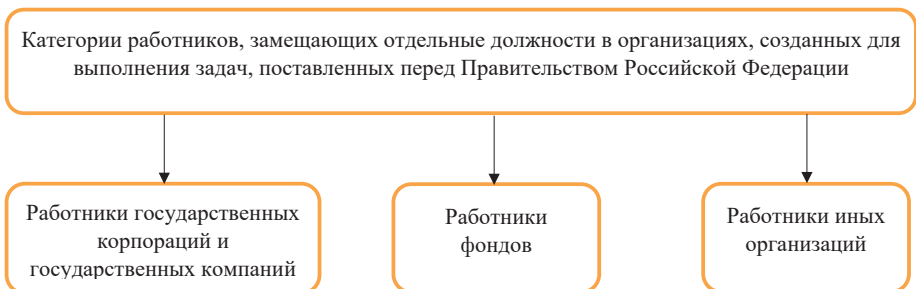 Категории работников, замещающих отдельные должности в организациях, созданных для
выполнения задач, поставленных перед Правительством Российской Федерации
Работники государственных
корпораций и
государственных компаний
Работники
фондов
Работники иных
организаций